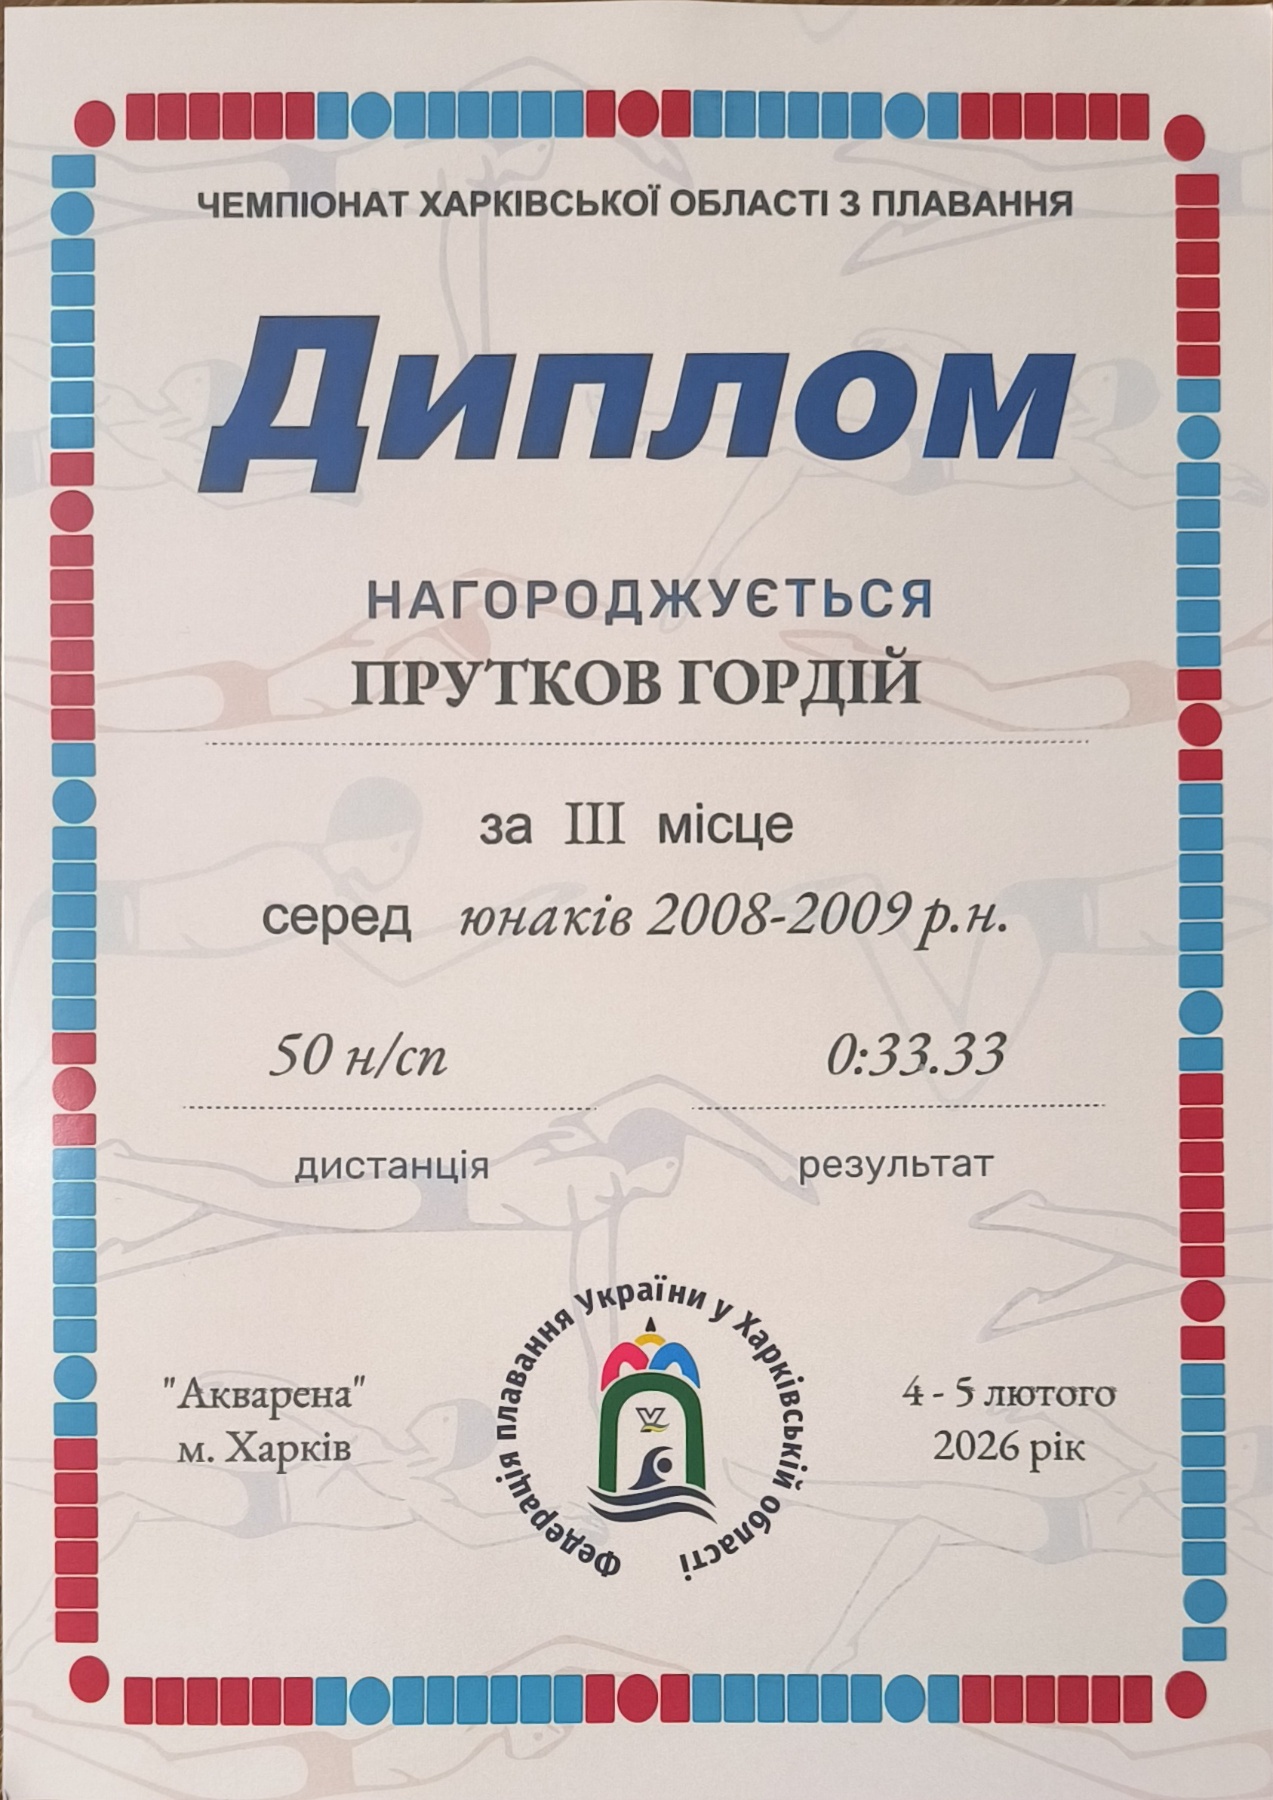 ЧЕМПІОНАТ ХАРКІВСЬКОЇ ОБЛАСТІ З ПЛАВАННЯ
Диплом
НАГОРОДЖУЄТЬСЯ
ПРУТКОВ ГОРДІЙ
за III місце
серед юнаків 2008-2009 р.н.
50 н/сп 0:33.33
дистанція результат
Федерація плавання України у Харківській області
"Акварена" 4 - 5 лютого
м. Харків 2026 рік